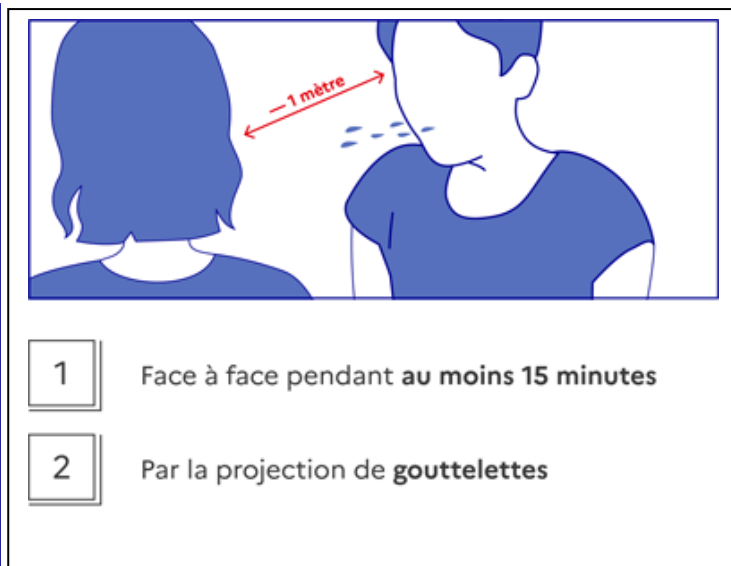 — 1 mètre
1
Face à face pendant au moins 15 minutes
2
Par la projection de gouttelettes